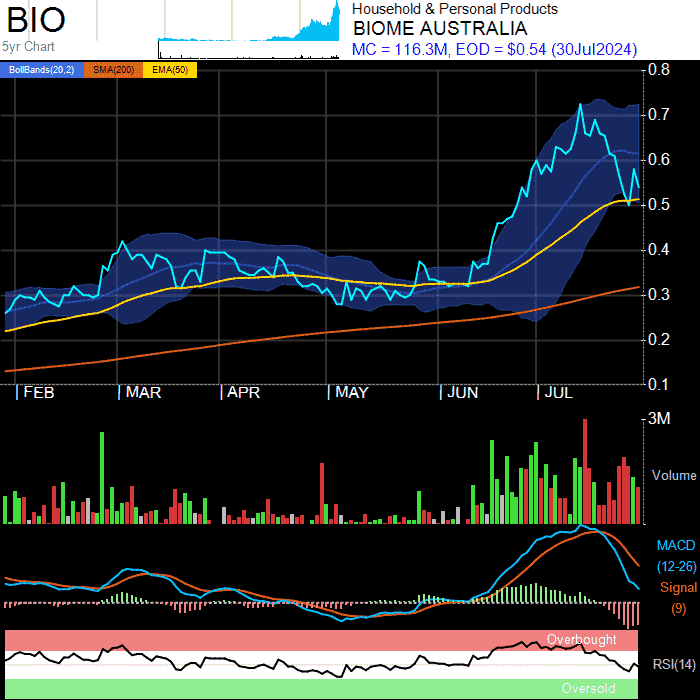 BIO
5yr Chart
Household & Personal Products
BIOME AUSTRALIA
MC = 116.3M, EOD = $0.54 (30Jul2024)
BollBands(20,2) SMA(200) EMA(50)
0.8
0.7
0.6
0.5
0.4
0.3
0.2
0.1
FEB MAR APR MAY JUN JUL
3M
Volume
MACD
(12-26)
Signal
(9)
Overbought
RSI(14)
Oversold